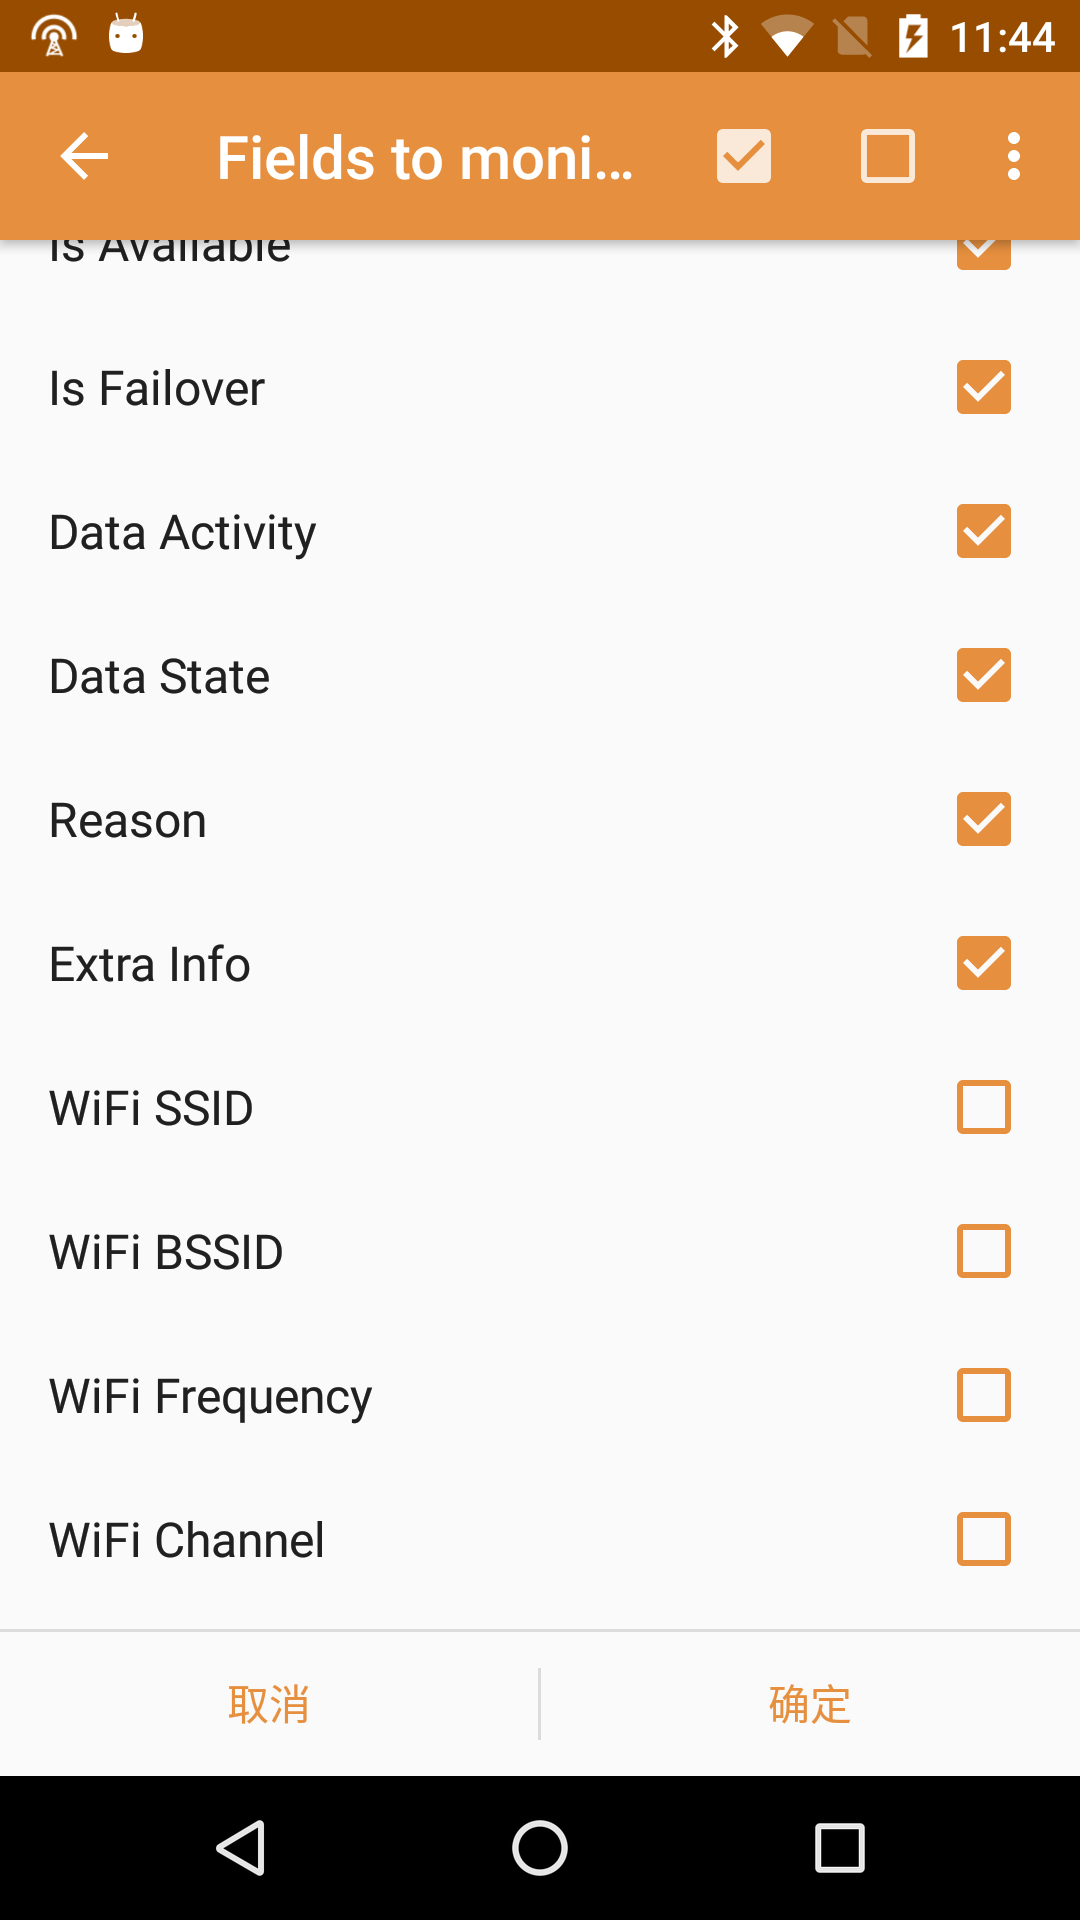 11:44
Fields to moni...
Is Available
Is Failover
Data Activity
Data State
Reason
Extra Info
WiFi SSID
WiFi BSSID
WiFi Frequency
WiFi Channel
取消
确定